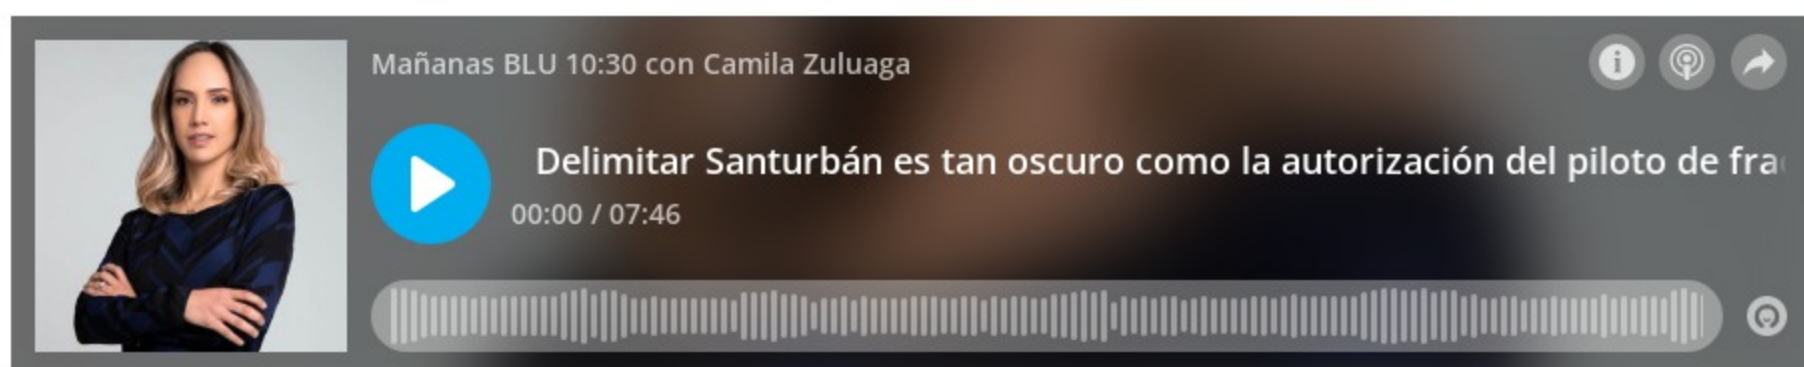 Mañanas BLU 10:30 con Camila Zuluaga
Delimitar Santurbán es tan oscuro como la autorización del piloto de
00:00 / 07:46